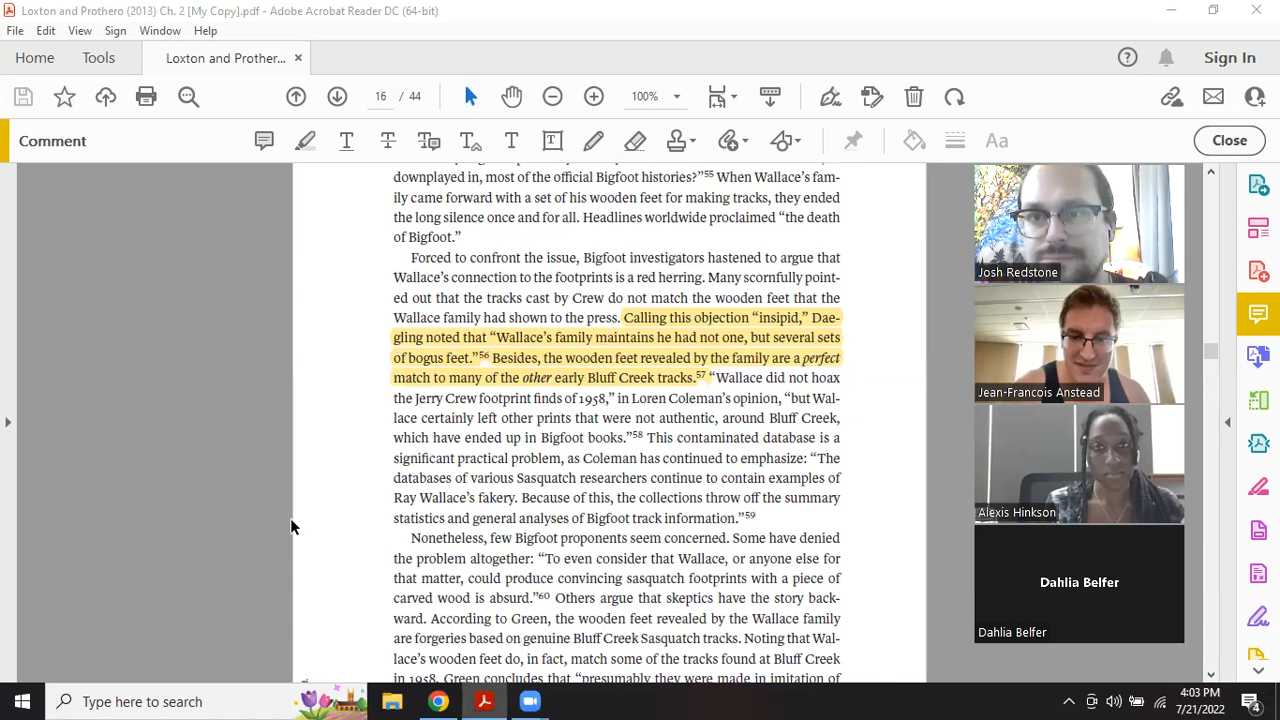 Loxton and Prothero (2013) Ch. 2 [My Copy].pdf - Adobe Acrobat Reader DC (64-bit)
File Edit View Sign Window Help
Home Tools Loxton and Prother... × Sign In
16 / 44 100%
Comment Close
downplayed in, most of the official Bigfoot histories?”55 When Wallace’s fam-
ily came forward with a set of his wooden feet for making tracks, they ended
the long silence once and for all. Headlines worldwide proclaimed “the death
of Bigfoot.”
Forced to confront the issue, Bigfoot investigators hastened to argue that
Wallace’s connection to the footprints is a red herring. Many scornfully point-
ed out that the tracks cast by Crew do not match the wooden feet that the
Wallace family had shown to the press. Calling this objection “insipid,” Dae-
gling noted that “Wallace’s family maintains he had not one, but several sets
of bogus feet.”56 Besides, the wooden feet revealed by the family are a perfect
match to many of the other early Bluff Creek tracks.57 “Wallace did not hoax
the Jerry Crew footprint finds of 1958,” in Loren Coleman’s opinion, “but Wal-
lace certainly left other prints that were not authentic, around Bluff Creek,
which have ended up in Bigfoot books.”58 This contaminated database is a
significant practical problem, as Coleman has continued to emphasize: “The
databases of various Sasquatch researchers continue to contain examples of
Ray Wallace’s fakery. Because of this, the collections throw off the summary
statistics and general analyses of Bigfoot track information.”59
Nonetheless, few Bigfoot proponents seem concerned. Some have denied
the problem altogether: “To even consider that Wallace, or anyone else for
that matter, could produce convincing sasquatch footprints with a piece of
carved wood is absurd.”60 Others argue that skeptics have the story back-
ward. According to Green, the wooden feet revealed by the Wallace family
are forgeries based on genuine Bluff Creek Sasquatch tracks. Noting that Wal-
lace’s wooden feet do, in fact, match some of the tracks found at Bluff Creek
in 1958, Green concludes that “presumably they were made in imitation of
Josh Redstone
Jean-Francois Anstead
Alexis Hinkson
Dahlia Belfer
Dahlia Belfer
Type here to search
4:03 PM
7/21/2022
4